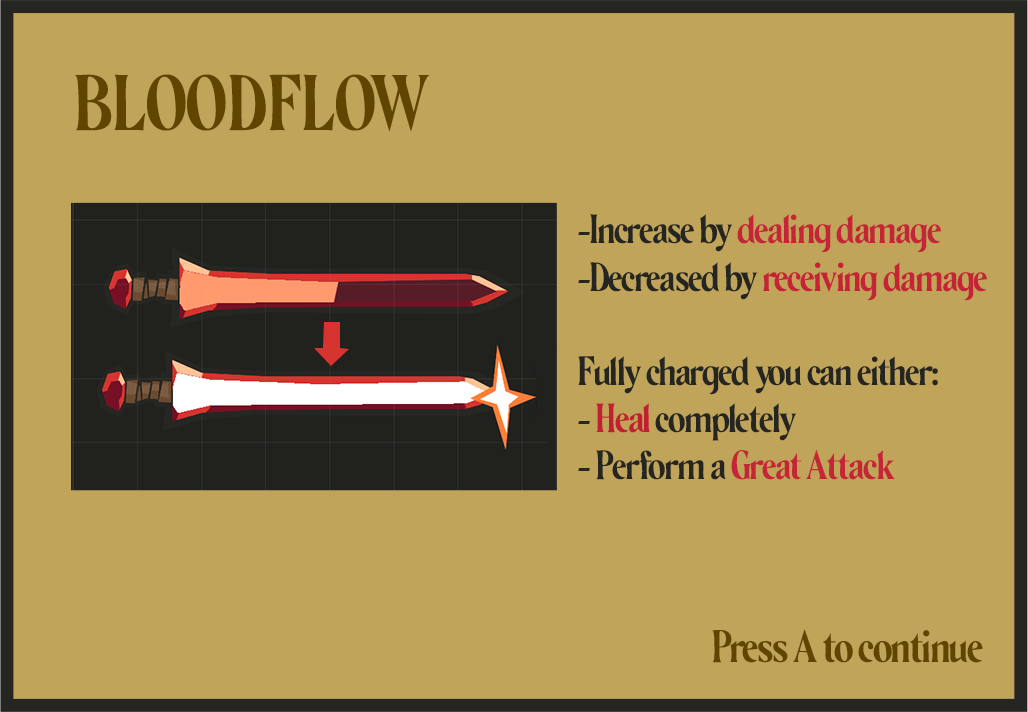 BLOODFLOW
-Increase by dealing damage
-Decreased by receiving damage
Fully charged you can either:
- Heal completely
- Perform a Great Attack
Press A to continue